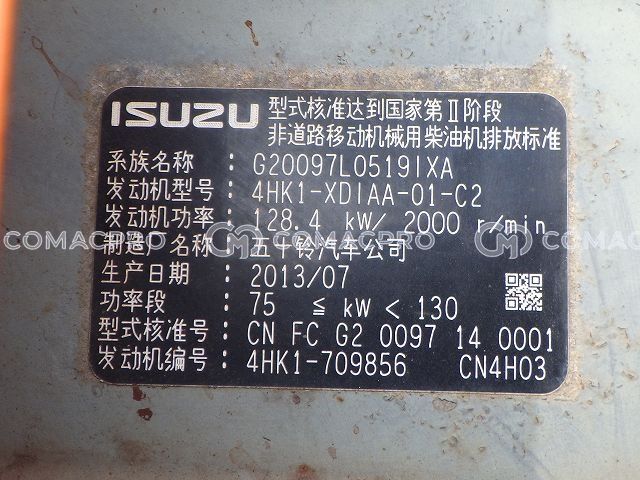 ISUZU 型式核准达到国家第Ⅱ阶段
非道路移动机械用柴油机排放标准
系族名称 : G20097L0519IXA
发动机型号: 4HK1-XDIAA-01-C2
发动机功率: 128.4 kW/ 2000 r/min
COMACPRO COMACPRO COMACPRO
制造厂名称: 五十铃汽车公司
生产日期 : 2013/07
功率段 : 75 ≦ kW < 130
型式核准号: CN FC G2 0097 14 0001
发动机编号: 4HK1-709856 CN4H03